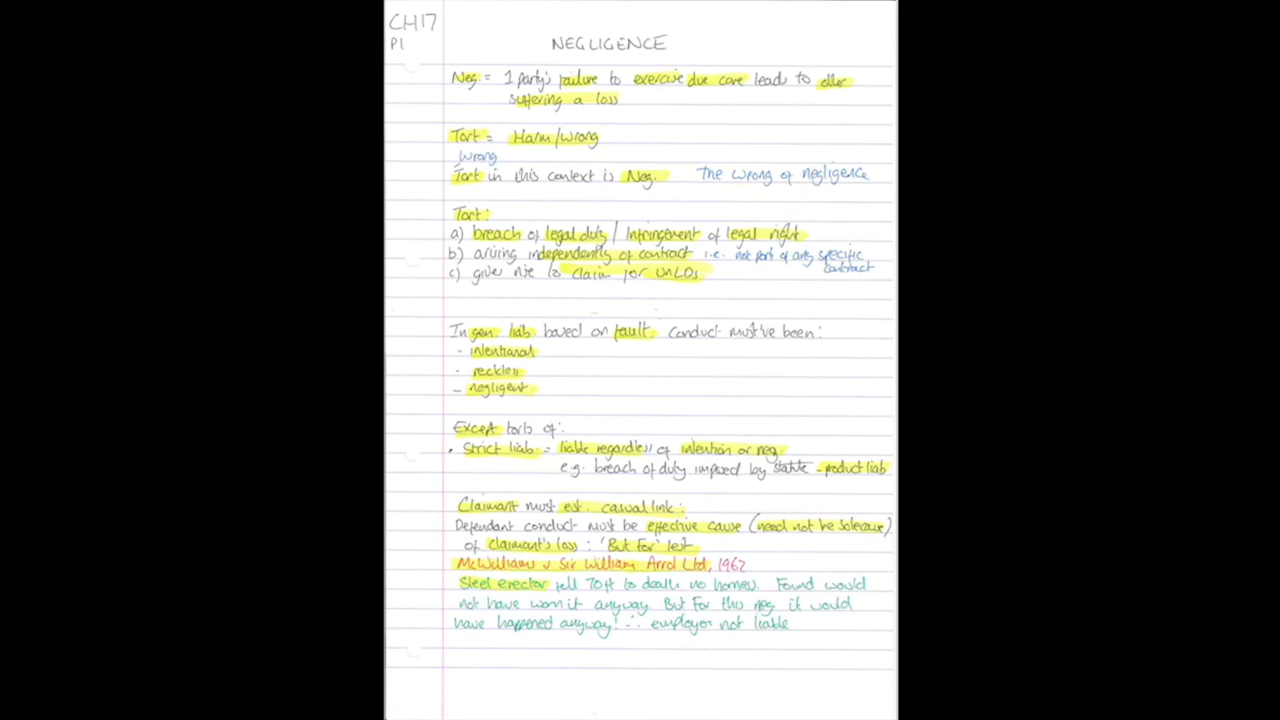 CH17
P1
NEGLIGENCE
Neg. = 1 party's failure to exercise due care leads to other
suffering a loss
Tort = Harm/wrong
Wrong
Tort in this context is Neg. The wrong of negligence
Tort:
a) breach of legal duty / Infringement of legal right
b) arising independently of contract i.e. not part of any specific
contract
c) gives rise to claim for UNLDs
In gen. liab. based on fault. Conduct must've been:
- intentional
- reckless
- negligent
Except torts of:
. Strict liab. = liable regardless of intention or neg.
e.g. breach of duty imposed by statute - product liab
Claimant must est. casual link:
Defendant conduct must be effective cause (need not be sole cause)
of claimant's loss : 'But For' test
McWilliams v Sir William Arrol Ltd, 1962
Steel erector fell 70ft to death no harness. Found would
not have worn it anyway. But For this neg it would
have happened anyway! ∴ employer not liable